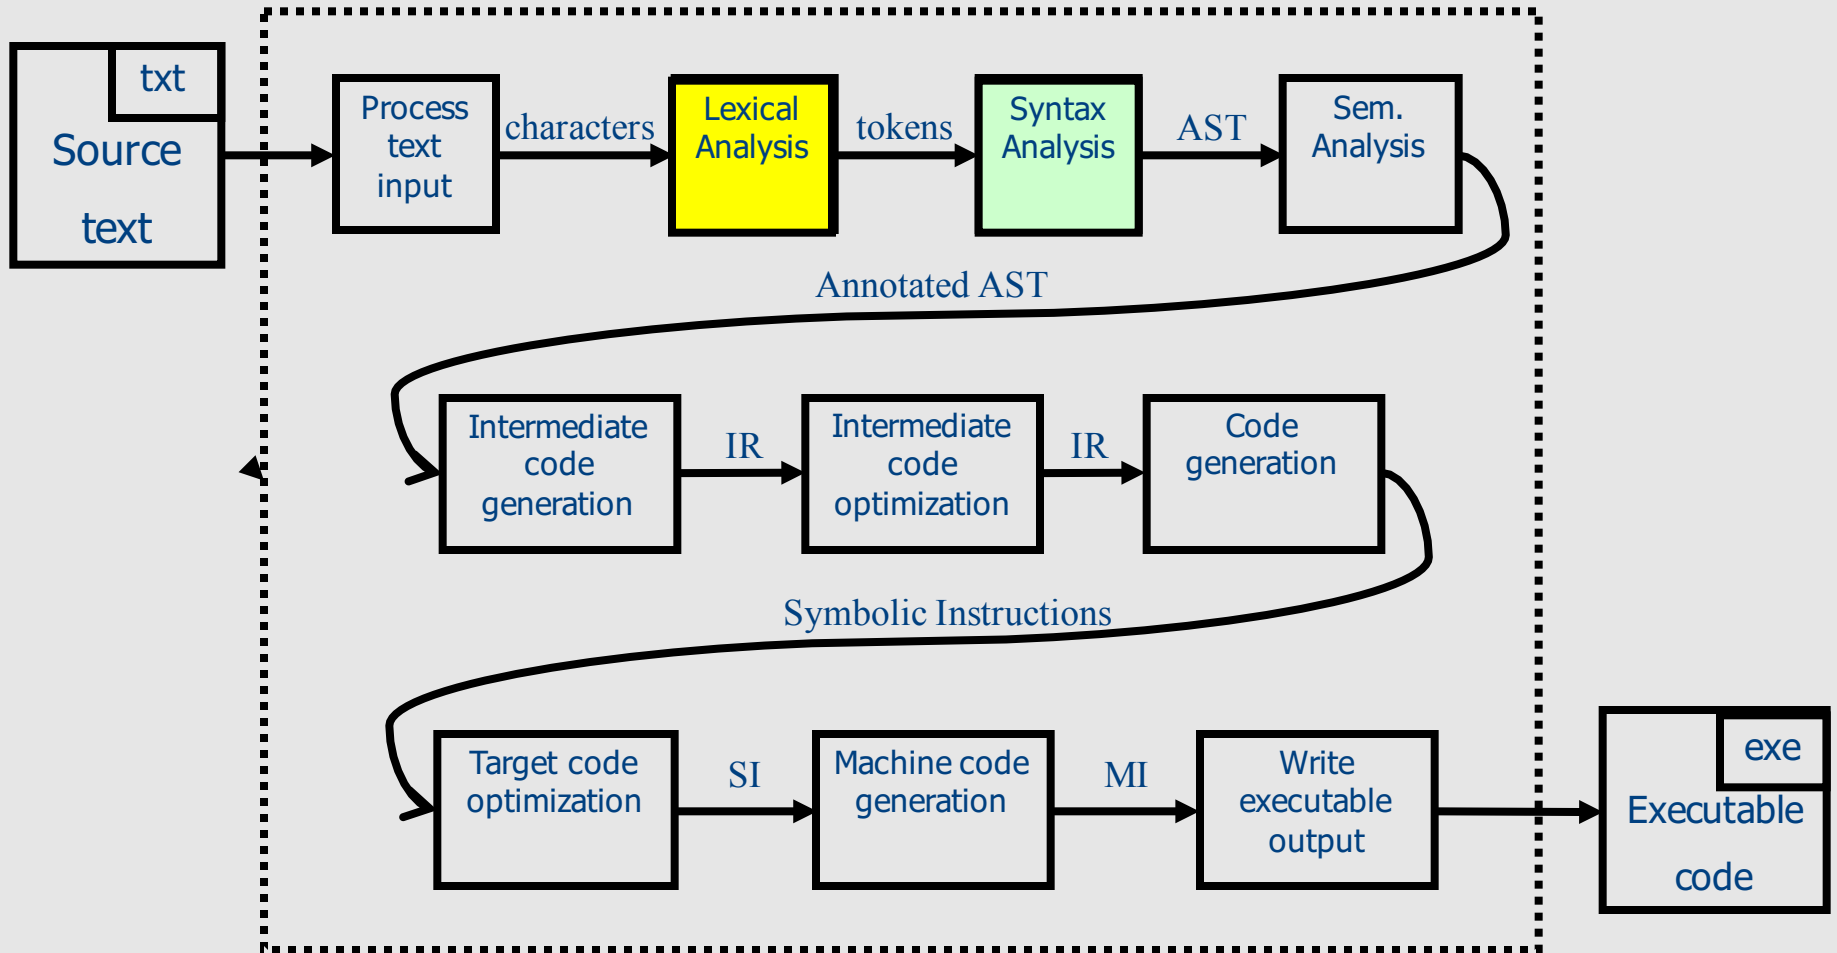 txt
Source
text
Process
text
input
characters
Lexical
Analysis
tokens
Syntax
Analysis
AST
Sem.
Analysis
Annotated AST
Intermediate
code
generation
IR
Intermediate
code
optimization
IR
Code
generation
Symbolic Instructions
Target code
optimization
SI
Machine code
generation
MI
Write
executable
output
exe
Executable
code